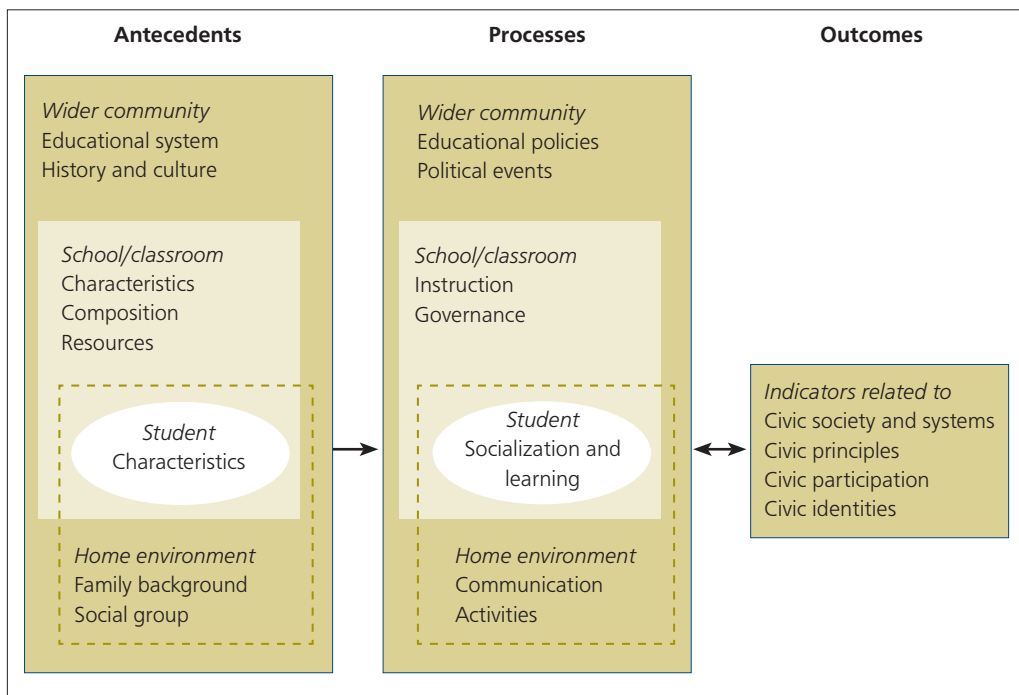 Antecedents
Processes
Outcomes
Wider community
Educational system
History and culture
School/classroom
Characteristics
Composition
Resources
Student
Characteristics
Home environment
Family background
Social group
Wider community
Educational policies
Political events
School/classroom
Instruction
Governance
Student
Socialization and
learning
Home environment
Communication
Activities
Indicators related to
Civic society and systems
Civic principles
Civic participation
Civic identities